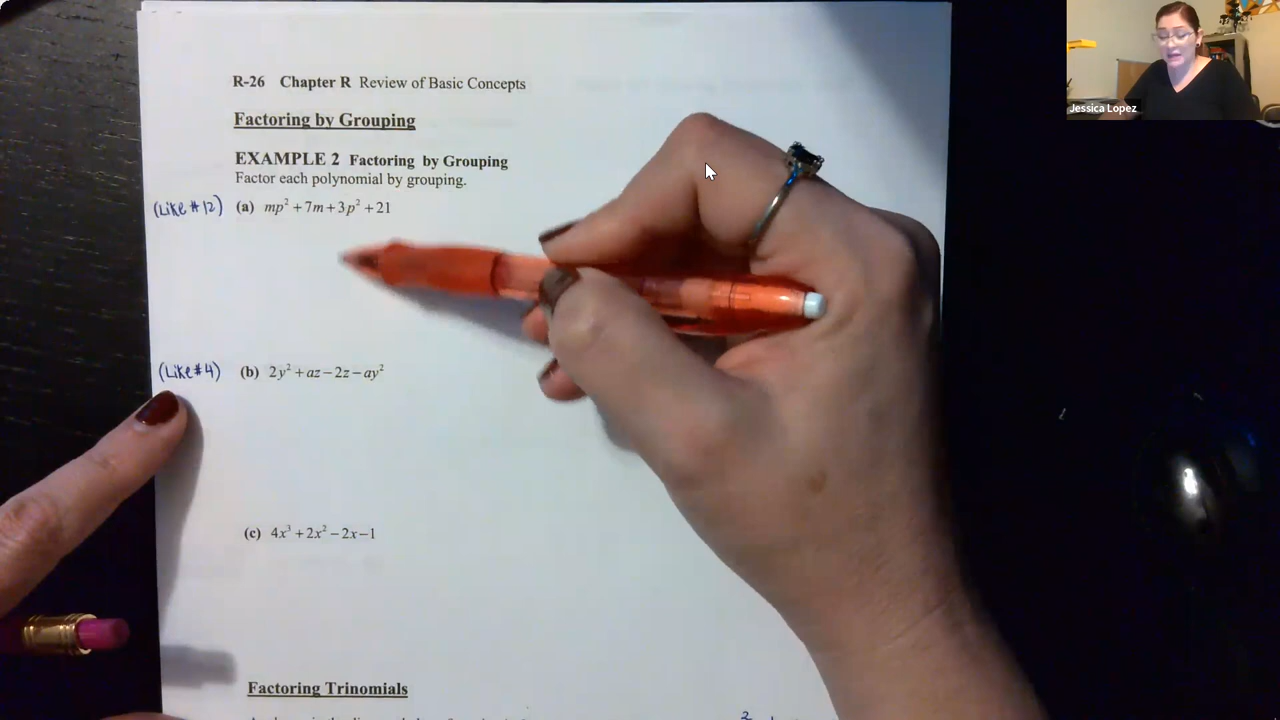 R-26 Chapter R Review of Basic Concepts
Factoring by Grouping
EXAMPLE 2 Factoring by Grouping
Factor each polynomial by grouping.
(Like #12) (a) mp² + 7m + 3p² + 21
(Like #4) (b) 2y² + az − 2z − ay²
(c) 4x³ + 2x² − 2x − 1
Factoring Trinomials
Jessica Lopez